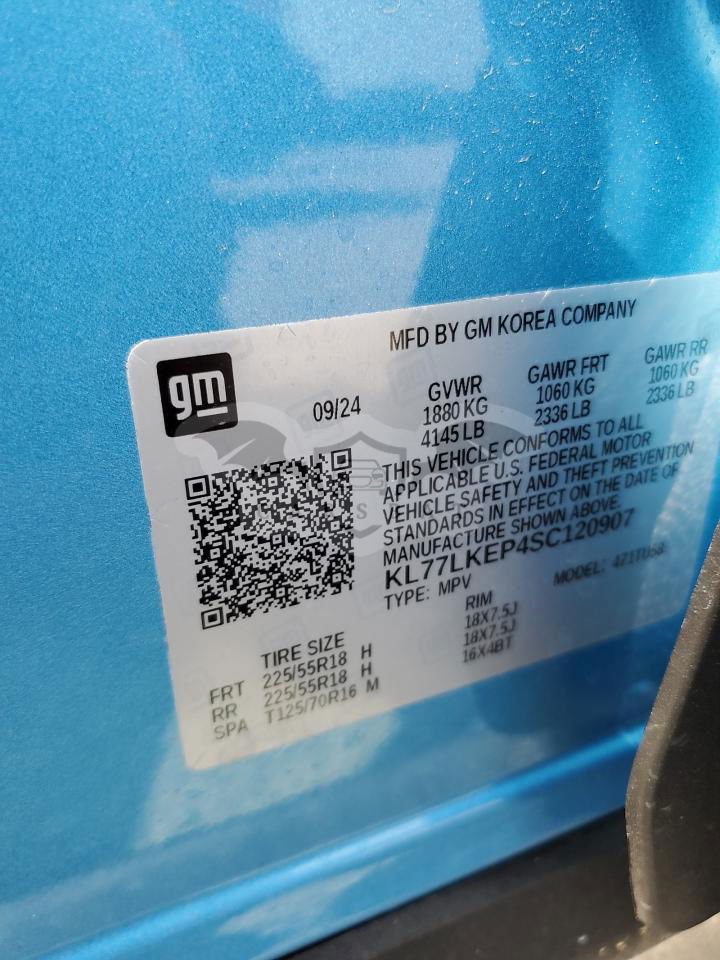 MFD BY GM KOREA COMPANY
gm
09/24
GVWR
1880 KG
4145 LB
GAWR FRT
1060 KG
2336 LB
GAWR RR
1060 KG
2336 LB
THIS VEHICLE CONFORMS TO ALL
APPLICABLE U.S. FEDERAL MOTOR
VEHICLE SAFETY AND THEFT PREVENTION
STANDARDS IN EFFECT ON THE DATE OF
MANUFACTURE SHOWN ABOVE.
KL77LKEP4SC120907
TYPE: MPV
MODEL:
TIRE SIZE
RIM
FRT 225/55R18 H 18X7.5J
RR 225/55R18 H 18X7.5J
SPA T125/70R16 M 16X4BT